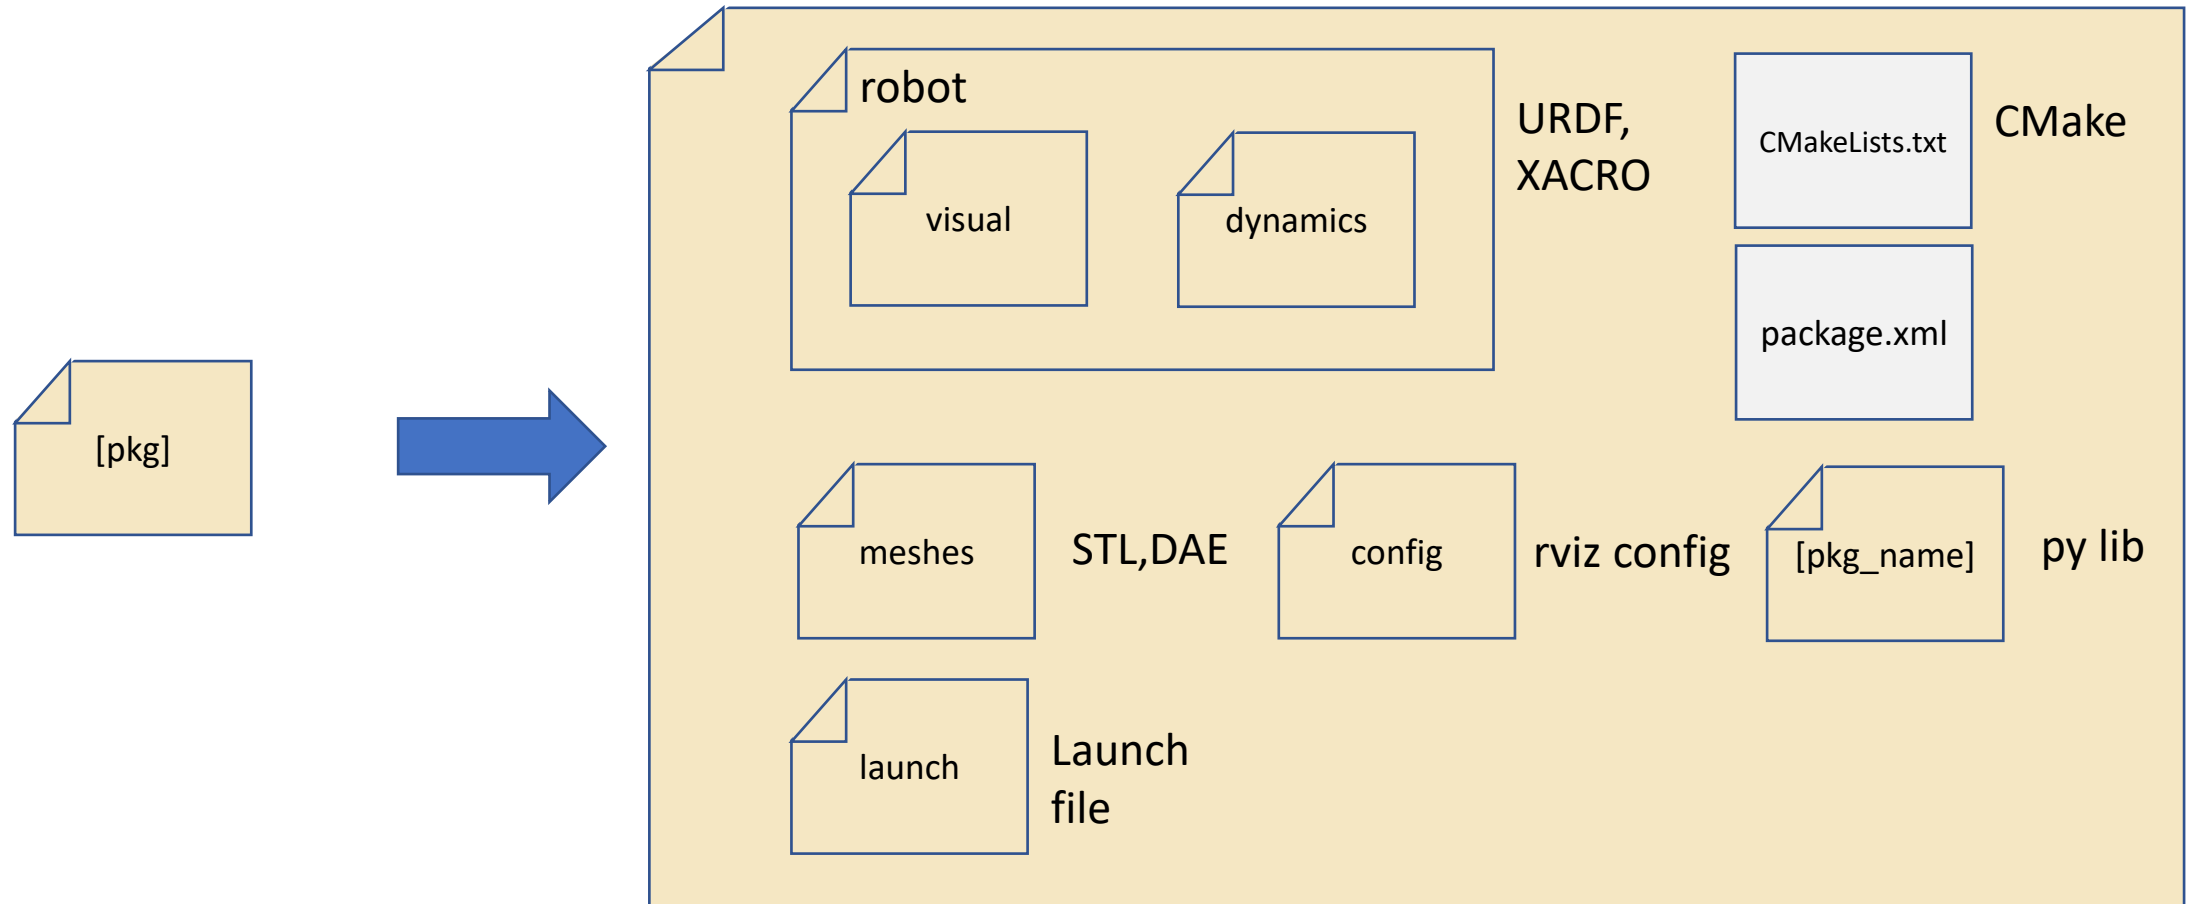 [pkg]
robot
visual
dynamics
URDF,
XACRO
CMakeLists.txt
CMake
package.xml
meshes
STL,DAE
config
rviz config
[pkg_name]
py lib
launch
Launch
file